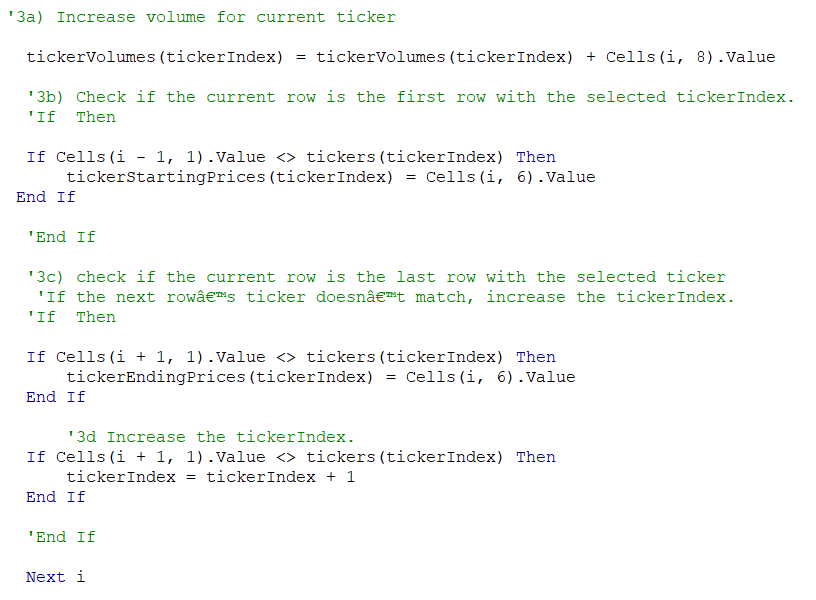 '3a) Increase volume for current ticker
tickerVolumes(tickerIndex) = tickerVolumes(tickerIndex) + Cells(i, 8).Value
'3b) Check if the current row is the first row with the selected tickerIndex.
'If  Then
If Cells(i - 1, 1).Value <> tickers(tickerIndex) Then
tickerStartingPrices(tickerIndex) = Cells(i, 6).Value
End If
'End If
'3c) check if the current row is the last row with the selected ticker
'If the next rowâ€™s ticker doesnâ€™t match, increase the tickerIndex.
'If  Then
If Cells(i + 1, 1).Value <> tickers(tickerIndex) Then
tickerEndingPrices(tickerIndex) = Cells(i, 6).Value
End If
'3d Increase the tickerIndex.
If Cells(i + 1, 1).Value <> tickers(tickerIndex) Then
tickerIndex = tickerIndex + 1
End If
'End If
Next i